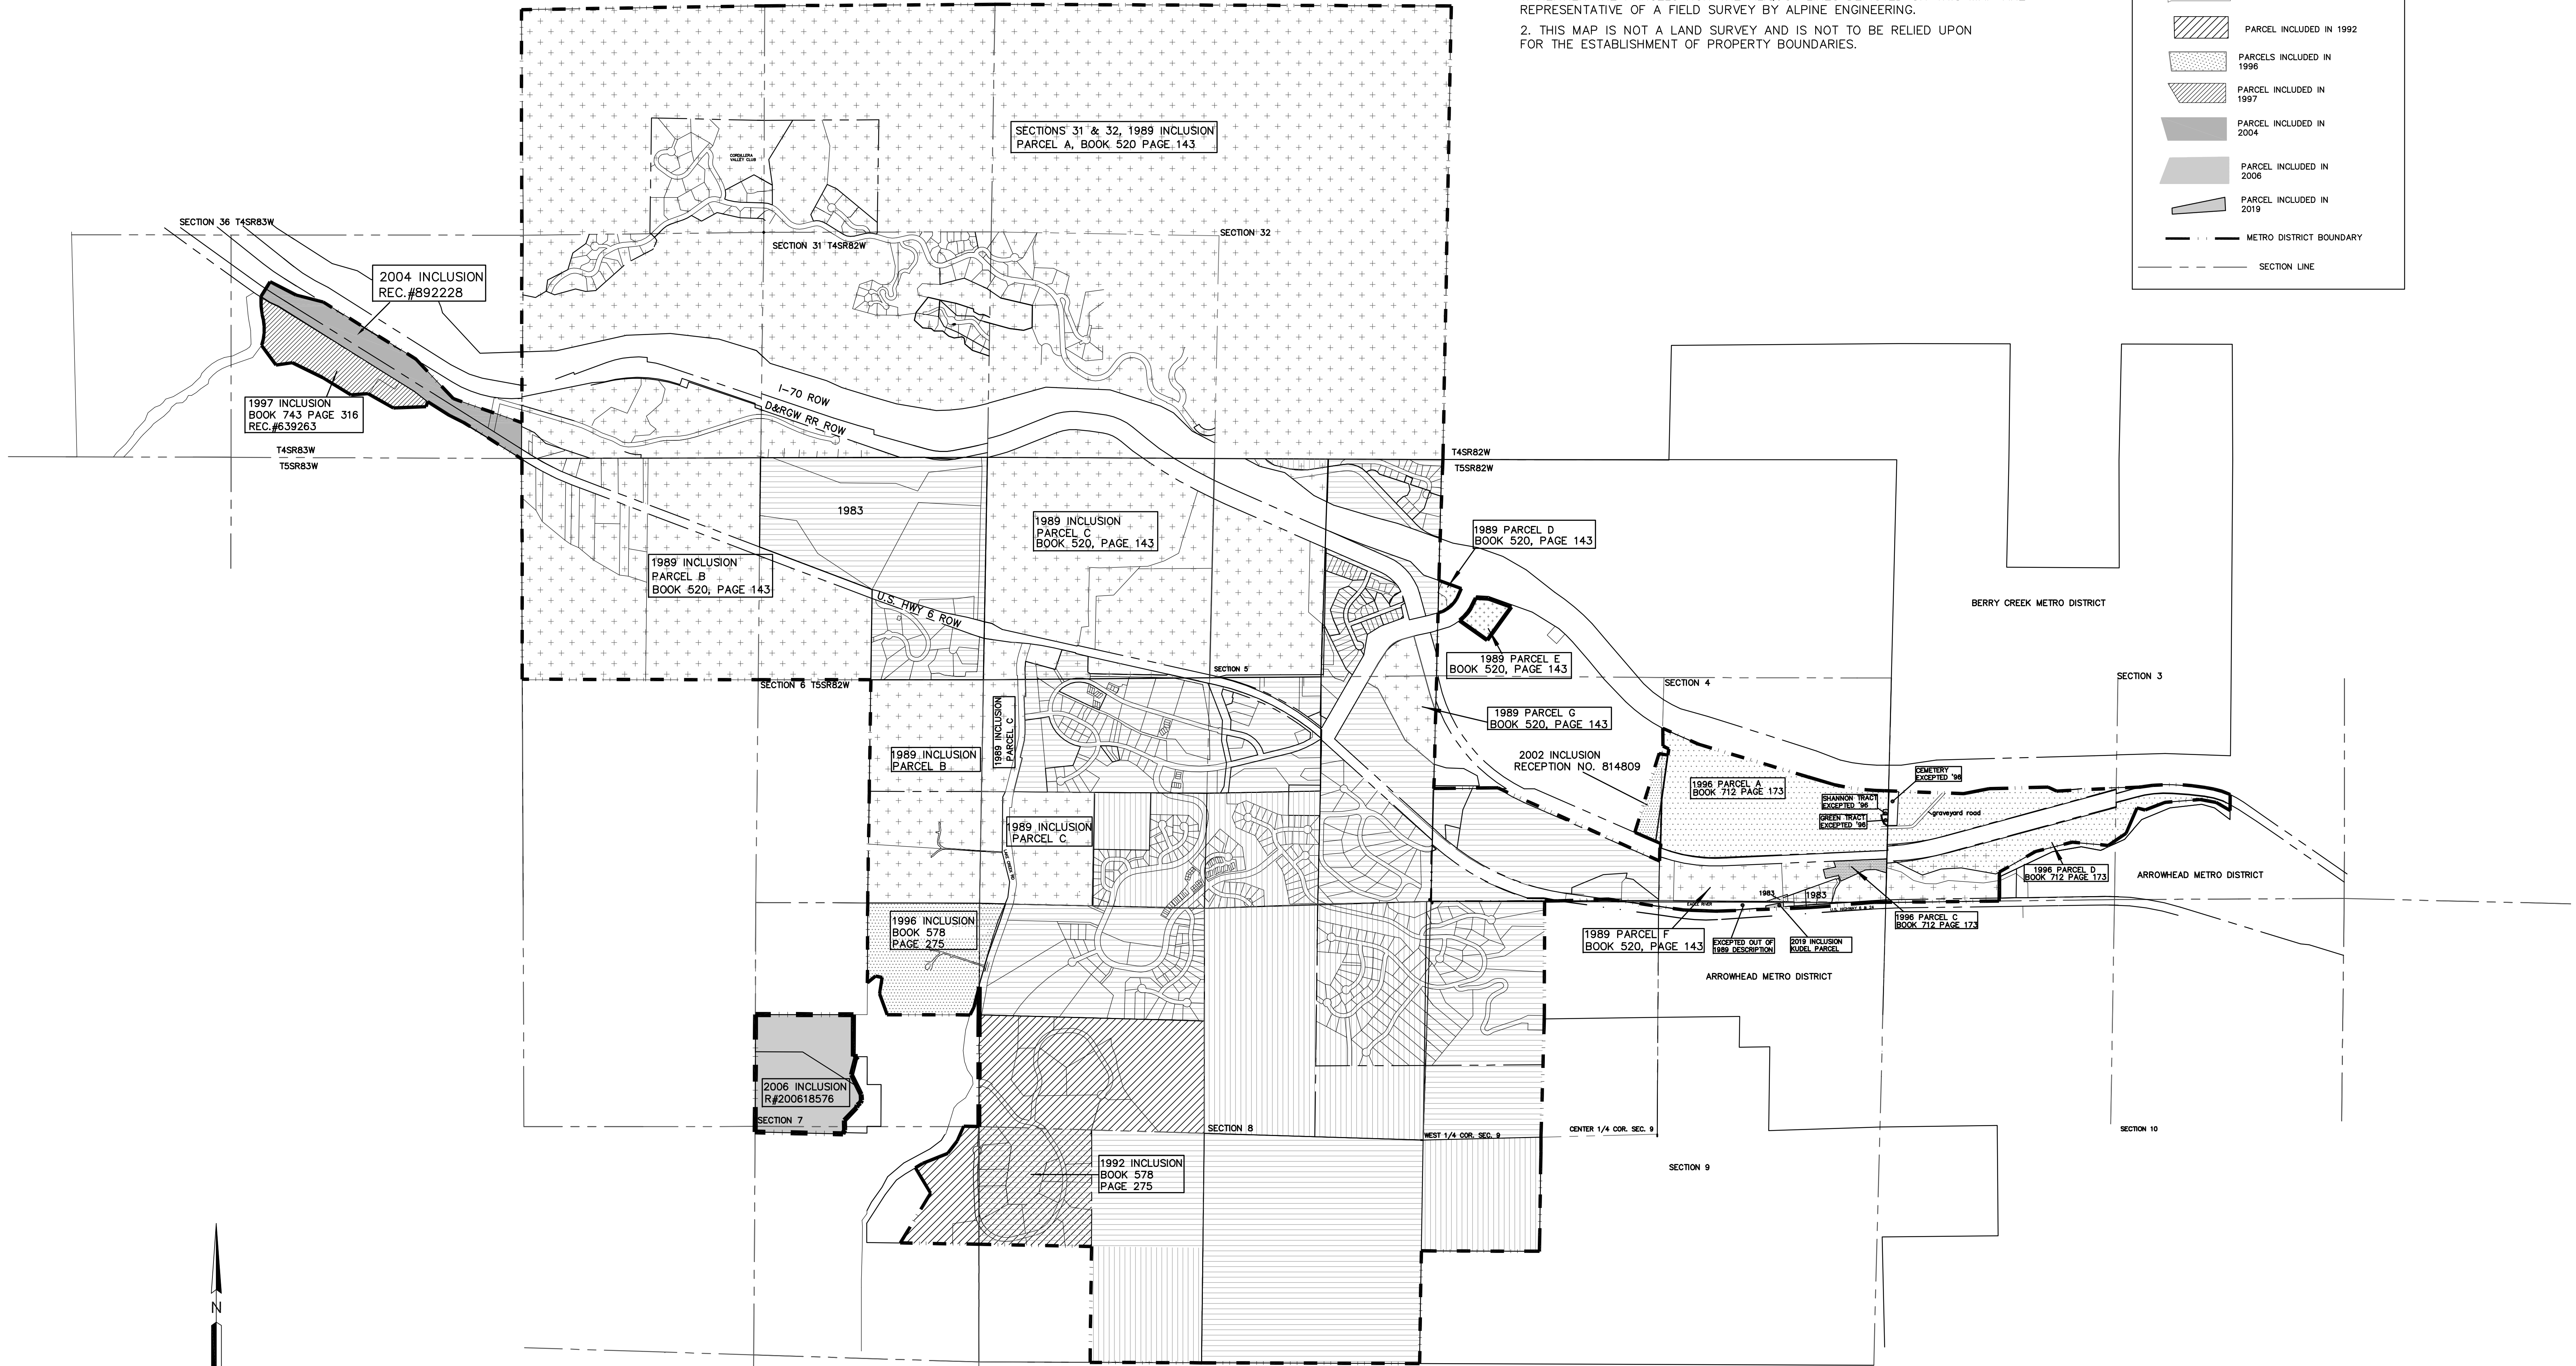 REPRESENTATIVE OF A FIELD SURVEY BY ALPINE ENGINEERING.
2. THIS MAP IS NOT A LAND SURVEY AND IS NOT TO BE RELIED UPON
FOR THE ESTABLISHMENT OF PROPERTY BOUNDARIES.
PARCEL INCLUDED IN 1992
PARCELS INCLUDED IN
1996
PARCEL INCLUDED IN
1997
PARCEL INCLUDED IN
2004
PARCEL INCLUDED IN
2006
PARCEL INCLUDED IN
2019
METRO DISTRICT BOUNDARY
SECTION LINE
SECTIONS 31 & 32, 1989 INCLUSION
PARCEL A, BOOK 520 PAGE 143
CORDILLERA
VALLEY CLUB
SECTION 36 T4SR83W
SECTION 31 T4SR82W
SECTION 32
2004 INCLUSION
REC.#892228
1997 INCLUSION
BOOK 743 PAGE 316
REC.#639263
I-70 ROW
D&RGW RR ROW
T4SR83W
T5SR83W
T4SR82W
T5SR82W
1983
1989 INCLUSION
PARCEL C
BOOK 520, PAGE 143
1989 PARCEL D
BOOK 520, PAGE 143
1989 INCLUSION
PARCEL B
BOOK 520, PAGE 143
U.S. HWY 6 ROW
BERRY CREEK METRO DISTRICT
1989 PARCEL E
BOOK 520, PAGE 143
SECTION 5
SECTION 6 T5SR82W
SECTION 4
SECTION 3
1989 INCLUSION
PARCEL C
1989 PARCEL G
BOOK 520, PAGE 143
1989 INCLUSION
PARCEL B
2002 INCLUSION
RECEPTION NO. 814809
1996 PARCEL A
BOOK 712 PAGE 173
CEMETERY
EXCEPTED '96
SHANNON TRACT
EXCEPTED '96
GREEN TRACT
EXCEPTED '96
graveyard road
1989 INCLUSION
PARCEL C
LAKE CREEK RD
1996 PARCEL D
BOOK 712 PAGE 173
ARROWHEAD METRO DISTRICT
1983
1983
EAGLE RIVER
U.S. HIGHWAY 6 & 24
1996 INCLUSION
BOOK 578
PAGE 275
1996 PARCEL C
BOOK 712 PAGE 173
1989 PARCEL F
BOOK 520, PAGE 143
EXCEPTED OUT OF
1989 DESCRIPTION
2019 INCLUSION
KUDEL PARCEL
ARROWHEAD METRO DISTRICT
2006 INCLUSION
R#200618576
SECTION 7
SECTION 8
WEST 1/4 COR. SEC. 9
CENTER 1/4 COR. SEC. 9
SECTION 10
1992 INCLUSION
BOOK 578
PAGE 275
SECTION 9
N